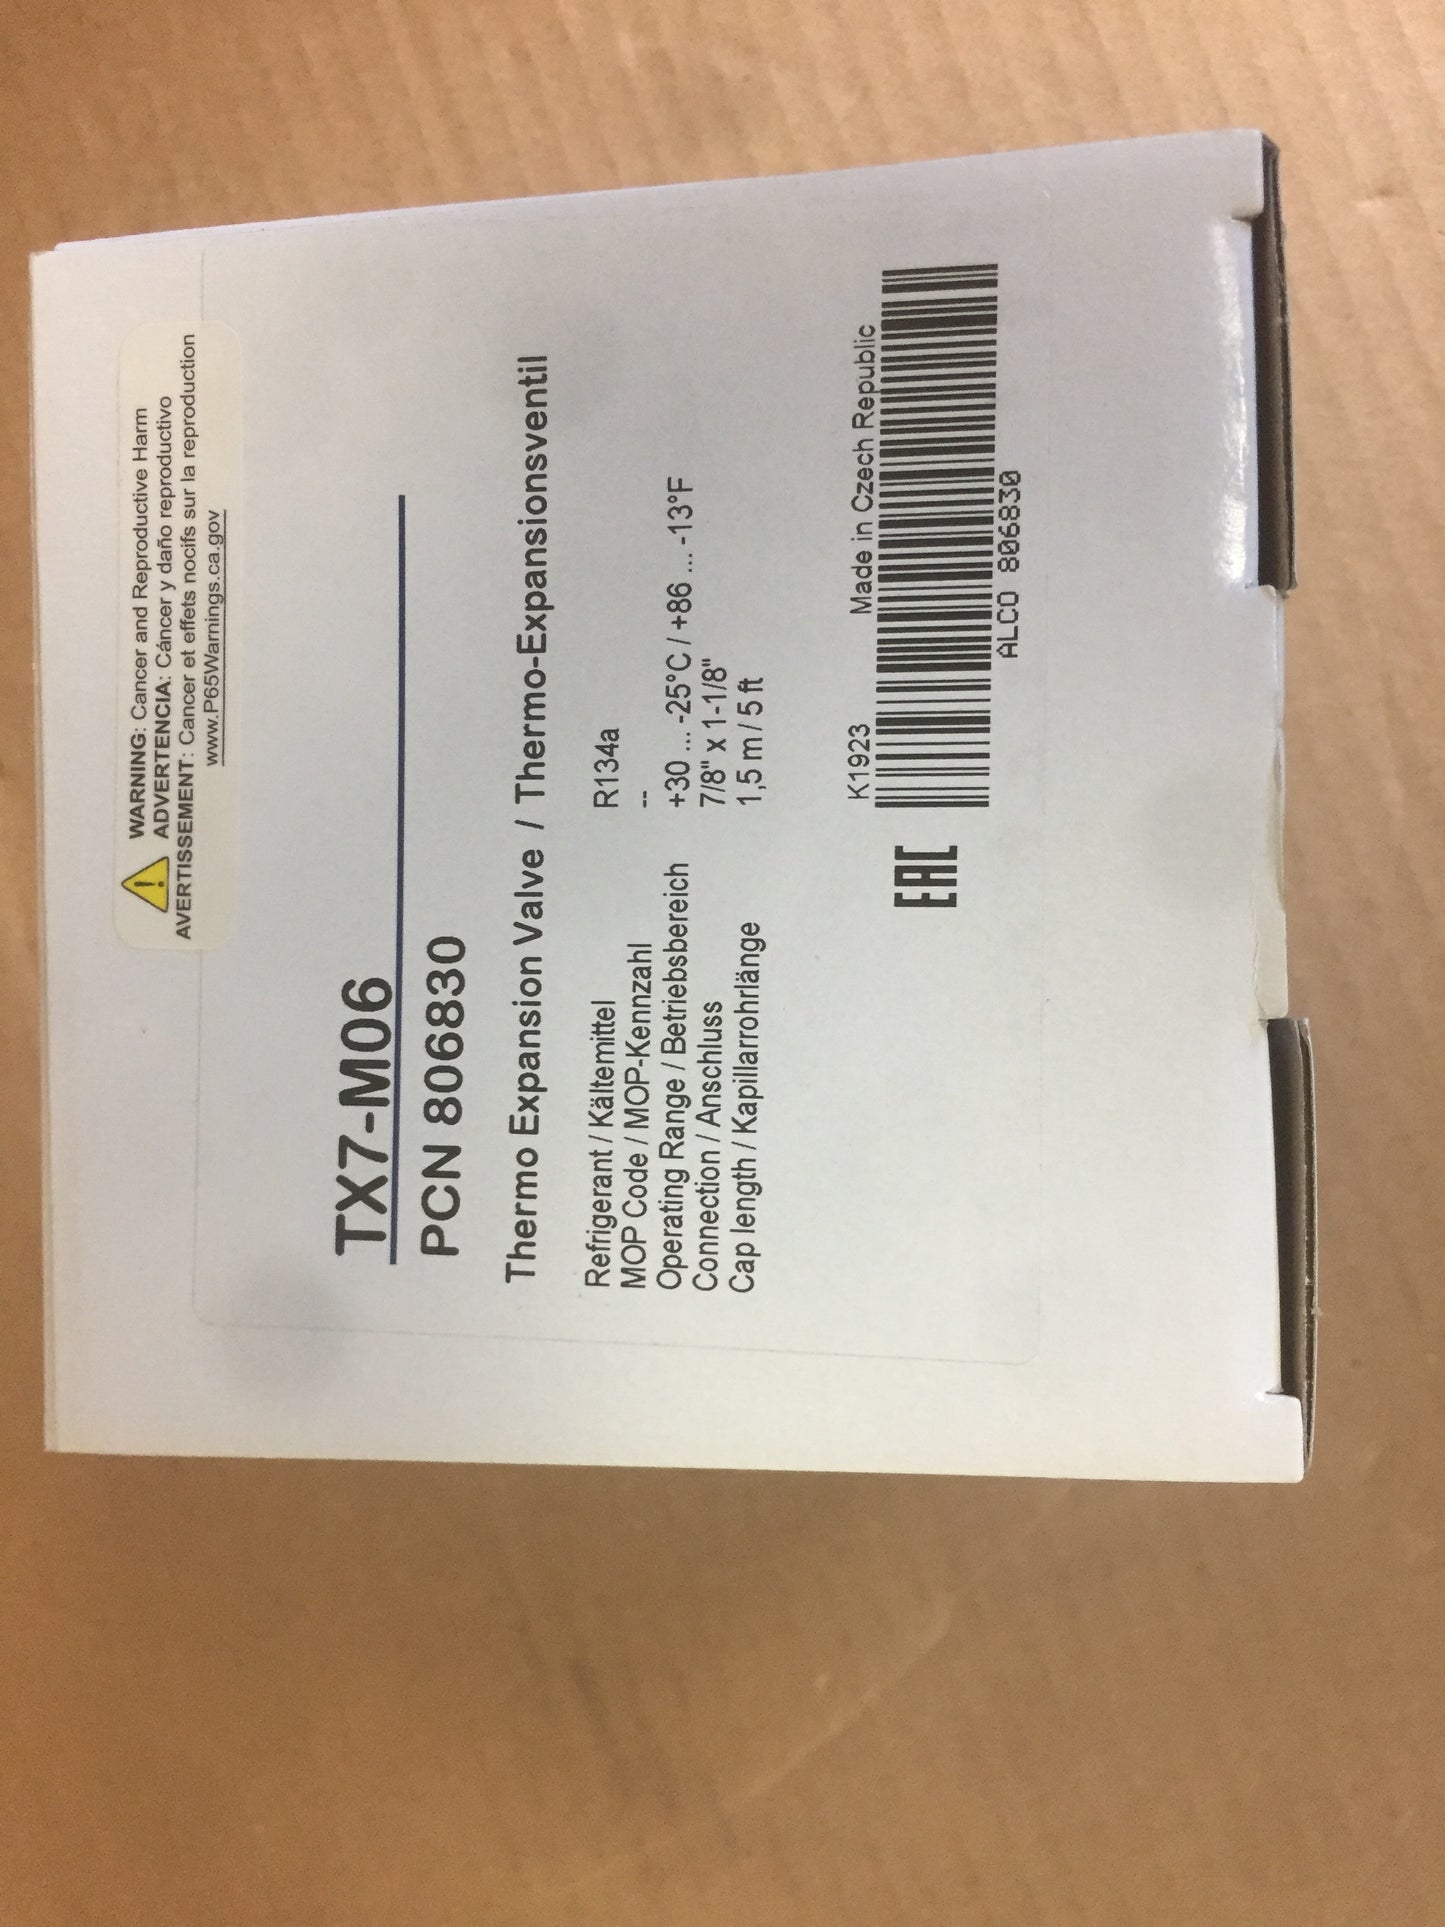 WARNING: Cancer and Reproductive Harm
ADVERTENCIA: Cáncer y daño reproductivo
AVERTISSEMENT: Cancer et effets nocifs sur la reproduction
www.P65Warnings.ca.gov
TX7-M06
PCN 806830
Thermo Expansion Valve / Thermo-Expansionsventil
Refrigerant / Kältemittel R134a
MOP Code / MOP-Kennzahl --
Operating Range / Betriebsbereich +30 ... -25°C / +86 ... -13°F
Connection / Anschluss 7/8" x 1-1/8"
Cap length / Kapillarrohrlänge 1,5 m / 5 ft
K1923 Made in Czech Republic
EAC
ALCO 806830